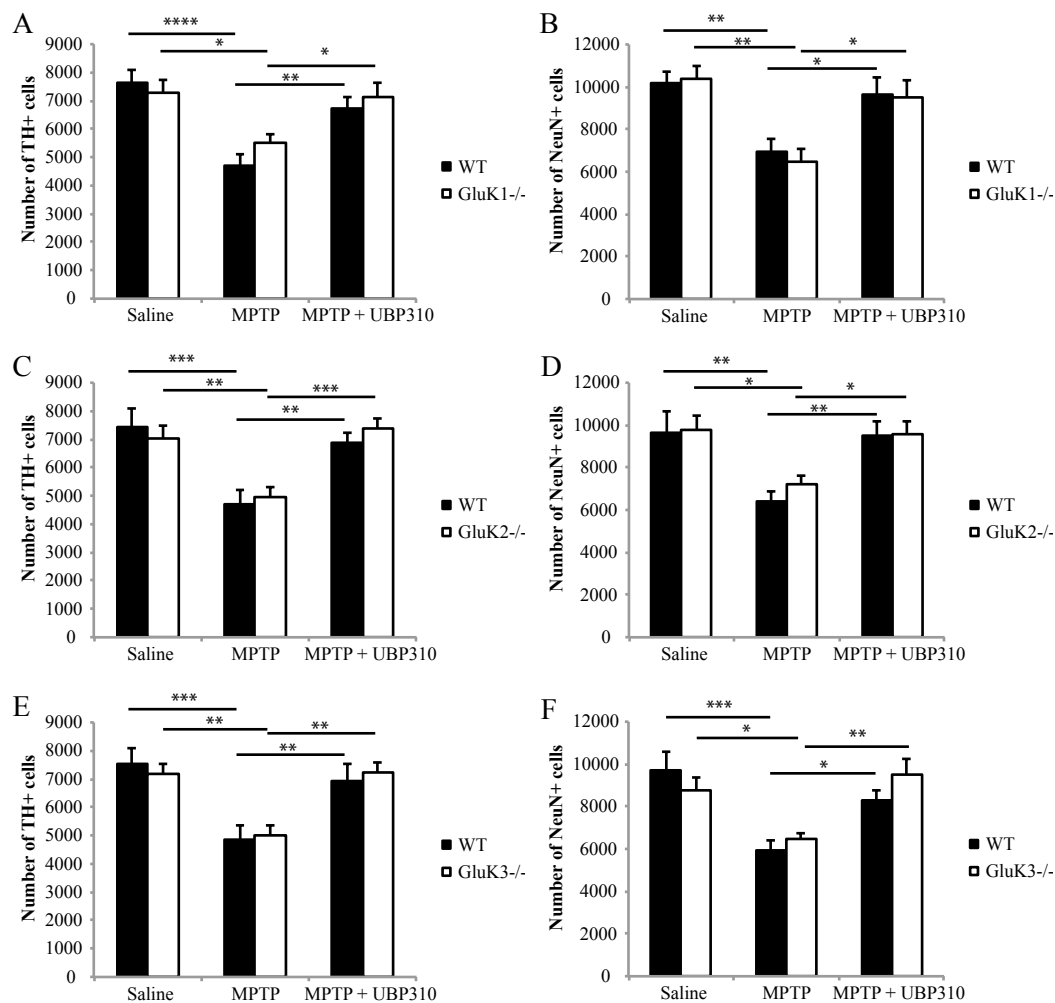 A
****
*
*
**
Number of TH+ cells
9000
8000
7000
6000
5000
4000
3000
2000
1000
0
Saline
MPTP
MPTP + UBP310
WT
GluK1-/-
B
**
**
*
*
Number of NeuN+ cells
12000
10000
8000
6000
4000
2000
0
Saline
MPTP
MPTP + UBP310
WT
GluK1-/-
C
***
**
***
**
Number of TH+ cells
9000
8000
7000
6000
5000
4000
3000
2000
1000
0
Saline
MPTP
MPTP + UBP310
WT
GluK2-/-
D
**
*
*
**
Number of NeuN+ cells
12000
10000
8000
6000
4000
2000
0
Saline
MPTP
MPTP + UBP310
WT
GluK2-/-
E
***
**
**
**
Number of TH+ cells
9000
8000
7000
6000
5000
4000
3000
2000
1000
0
Saline
MPTP
MPTP + UBP310
WT
GluK3-/-
F
***
*
**
*
Number of NeuN+ cells
12000
10000
8000
6000
4000
2000
0
Saline
MPTP
MPTP + UBP310
WT
GluK3-/-